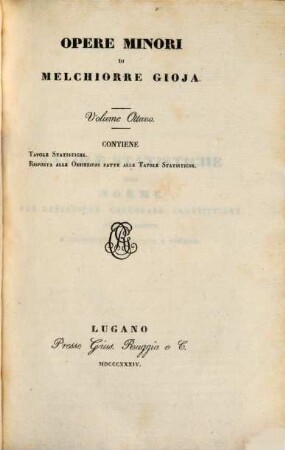 OPERE MINORI
DI
MELCHIORRE GIOJA.
Volume Ottavo.
CONTIENE
TAVOLE STATISTICHE.
RISPOSTA ALLE OBBIEZIONI FATTE ALLE TAVOLE STATISTICHE.
LUGANO
Presso Gius. Ruggia e C.
MDCCCXXXIV.